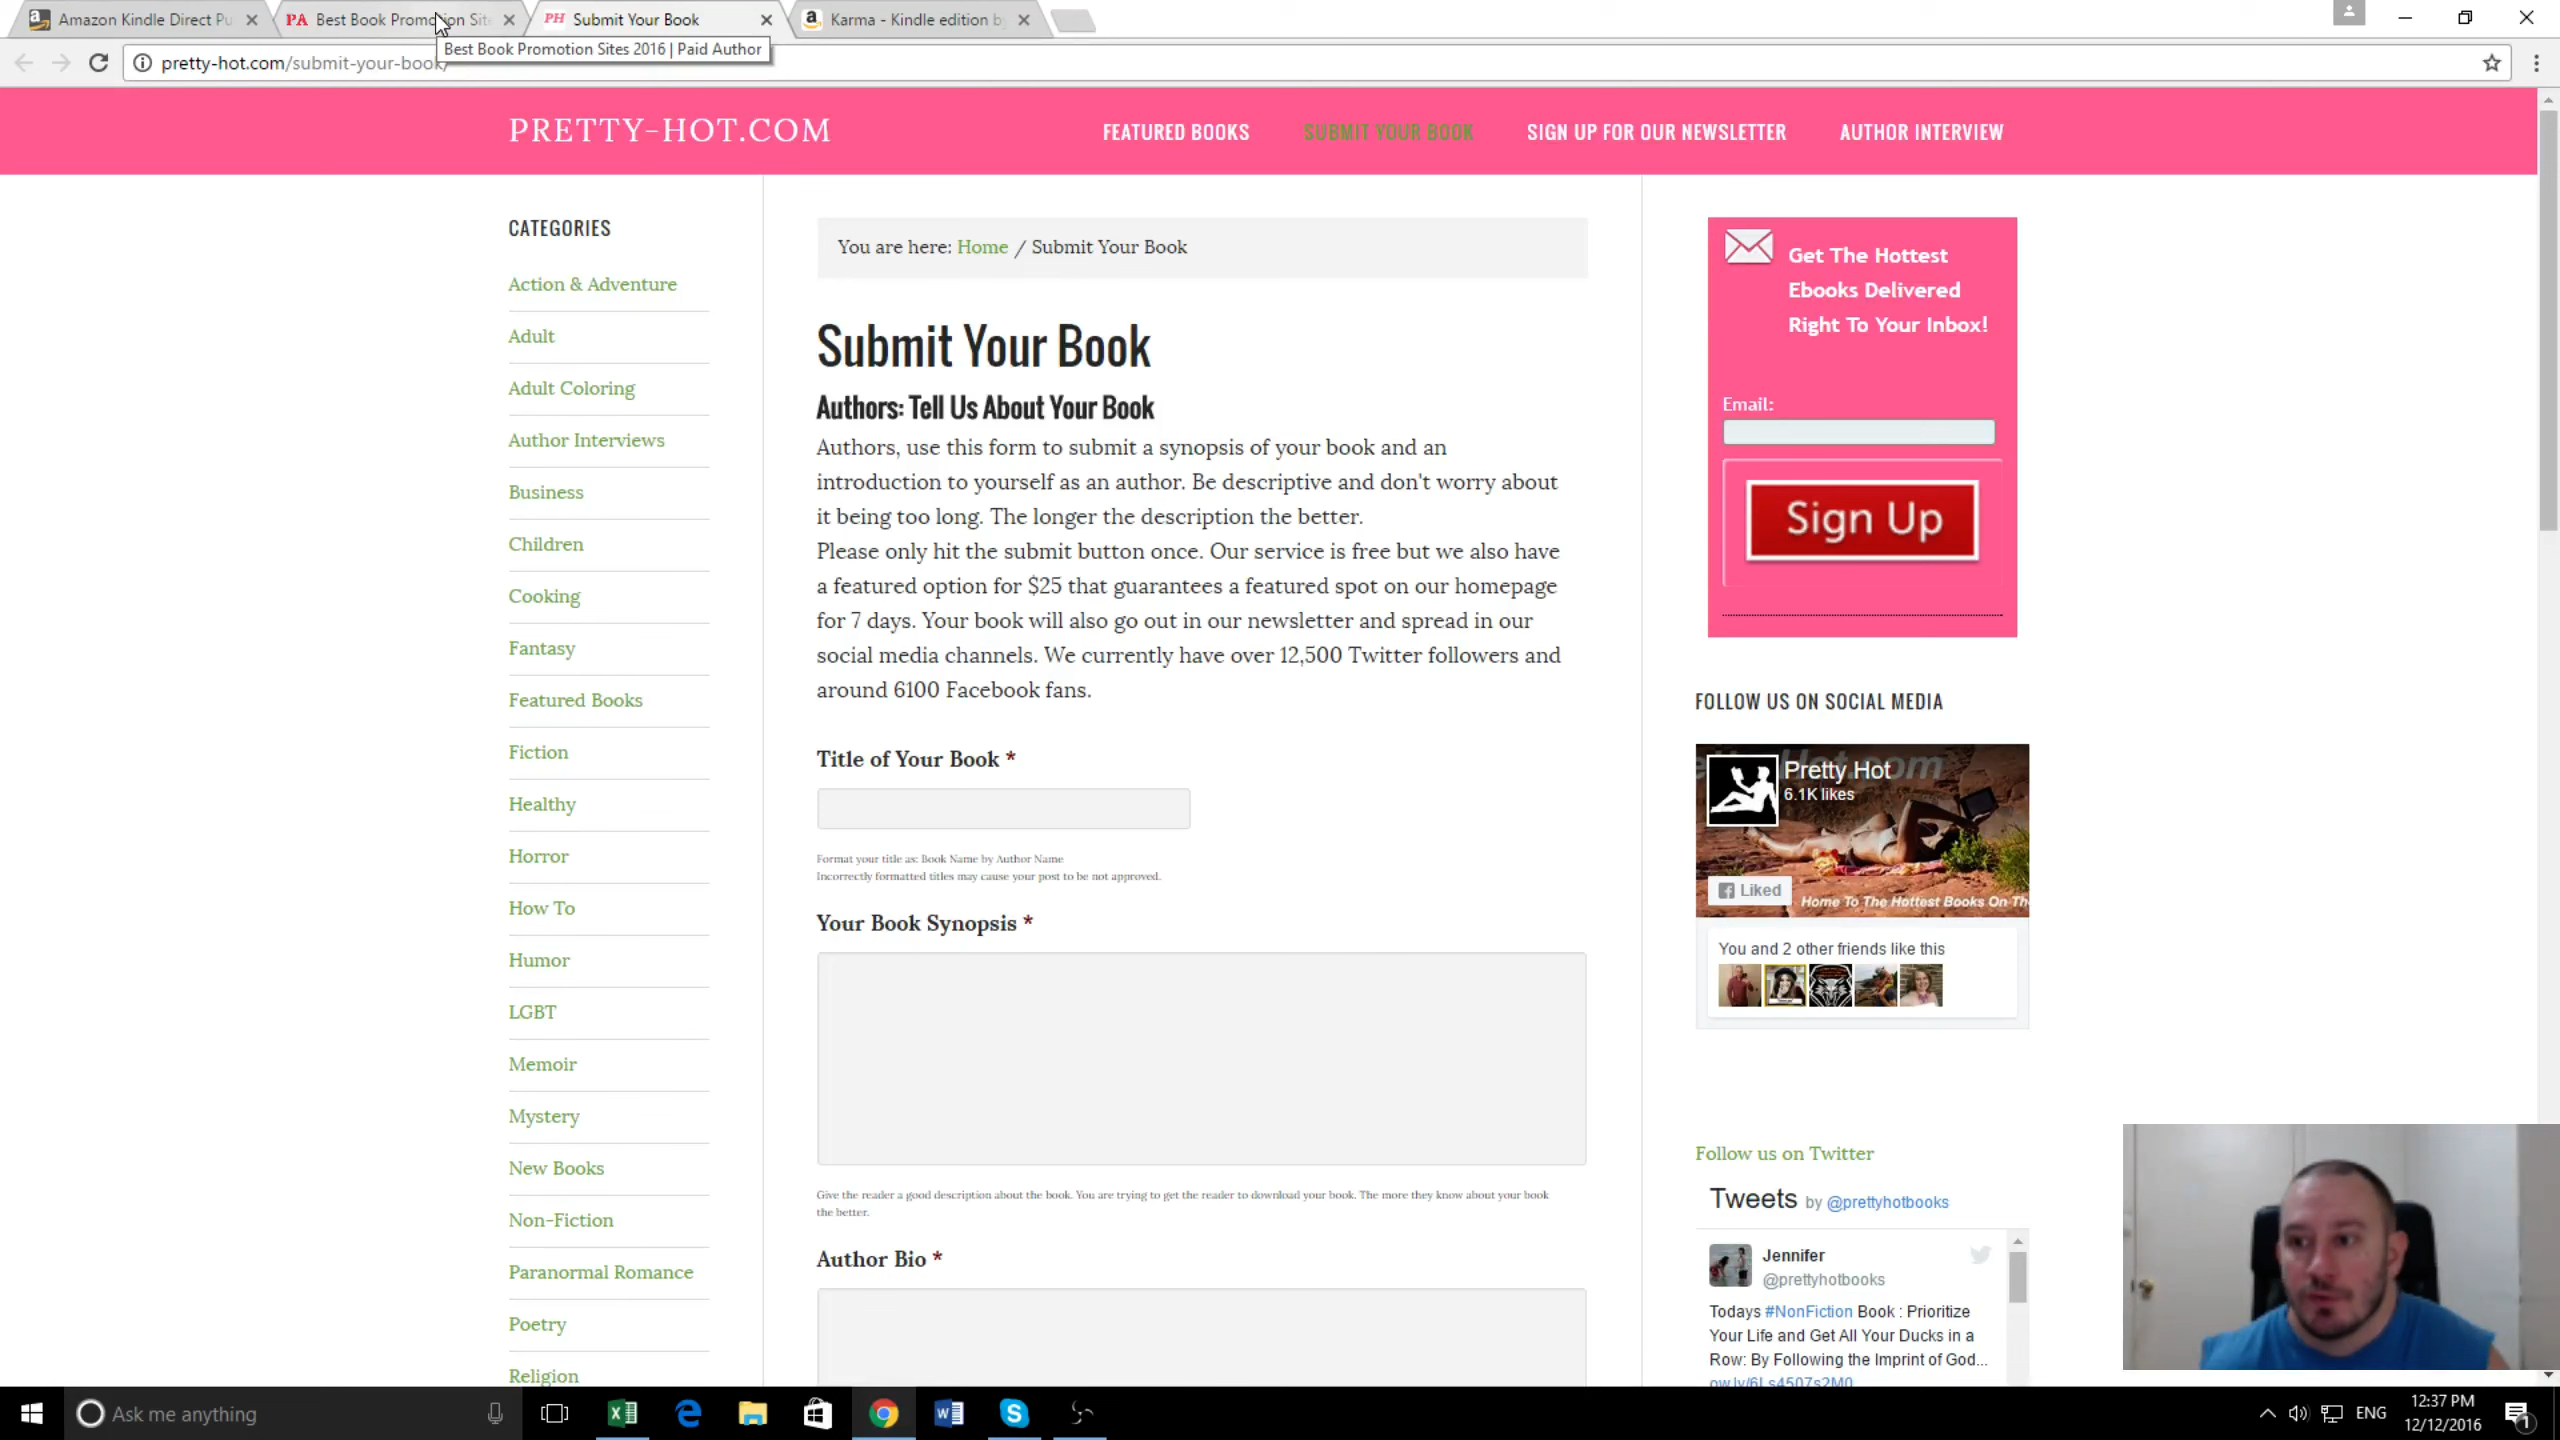 Amazon Kindle Direct Pu
PA Best Book Promotion Site
PH Submit Your Book
Karma - Kindle edition by
Best Book Promotion Sites 2016 | Paid Author
pretty-hot.com/submit-your-book/
PRETTY-HOT.COM
FEATURED BOOKS
SUBMIT YOUR BOOK
SIGN UP FOR OUR NEWSLETTER
AUTHOR INTERVIEW
CATEGORIES
Action & Adventure
Adult
Adult Coloring
Author Interviews
Business
Children
Cooking
Fantasy
Featured Books
Fiction
Healthy
Horror
How To
Humor
LGBT
Memoir
Mystery
New Books
Non-Fiction
Paranormal Romance
Poetry
Religion
You are here: Home / Submit Your Book
Submit Your Book
Authors: Tell Us About Your Book
Authors, use this form to submit a synopsis of your book and an
introduction to yourself as an author. Be descriptive and don't worry about
it being too long. The longer the description the better.
Please only hit the submit button once. Our service is free but we also have
a featured option for $25 that guarantees a featured spot on our homepage
for 7 days. Your book will also go out in our newsletter and spread in our
social media channels. We currently have over 12,500 Twitter followers and
around 6100 Facebook fans.
Title of Your Book *
Format your title as: Book Name by Author Name
Incorrectly formatted titles may cause your post to be not approved.
Your Book Synopsis *
Give the reader a good description about the book. You are trying to get the reader to download your book. The more they know about your book
the better.
Author Bio *
Get The Hottest
Ebooks Delivered
Right To Your Inbox!
Email:
Sign Up
FOLLOW US ON SOCIAL MEDIA
Pretty Hot
6.1K likes
Liked
Home To The Hottest Books On Th
You and 2 other friends like this
Follow us on Twitter
Tweets by @prettyhotbooks
Jennifer
@prettyhotbooks
Todays #NonFiction Book : Prioritize
Your Life and Get All Your Ducks in a
Row: By Following the Imprint of God...
ow.ly/6Ls4507s2M0
Ask me anything
ENG
12:37 PM
12/12/2016
1